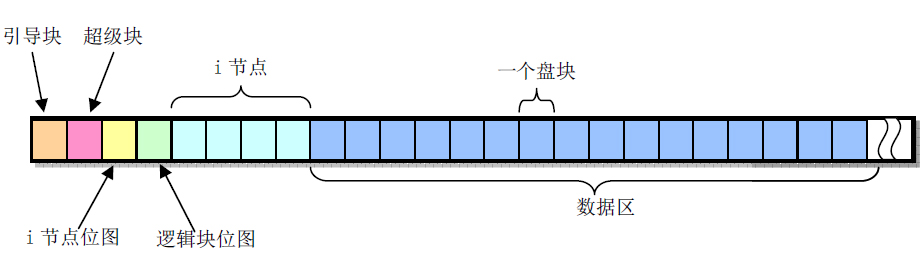 引导块
超级块
i 节点
一个盘块
数据区
i 节点位图
逻辑块位图